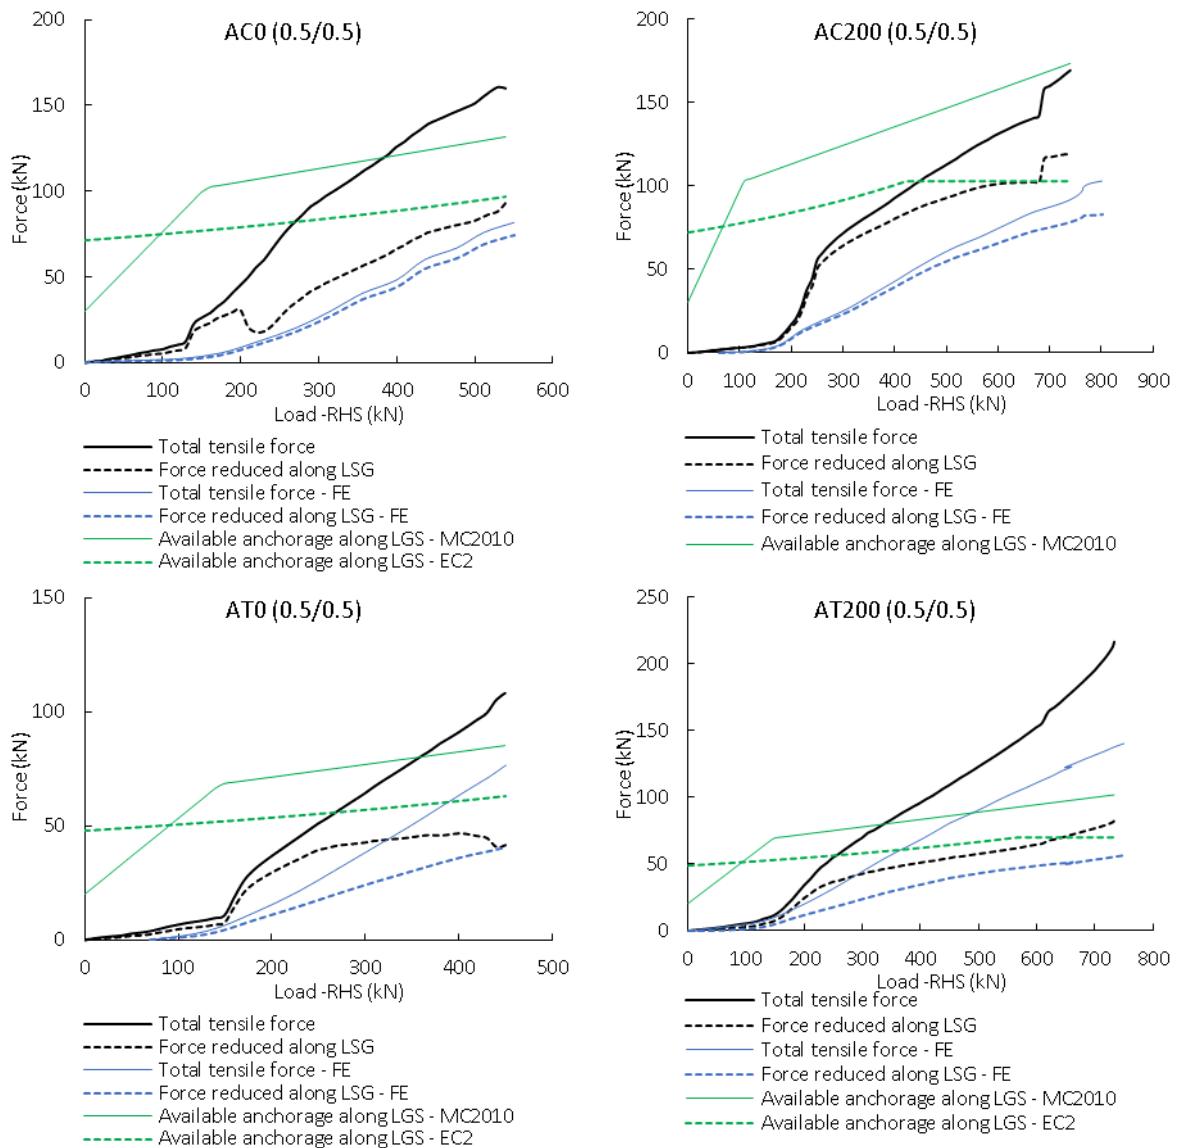 AC0 (0.5/0.5)
200
150
100
50
0
Force (kN)
0 100 200 300 400 500 600
Load -RHS (kN)
Total tensile force
Force reduced along LSG
Total tensile force - FE
Force reduced along LSG - FE
Available anchorage along LGS - MC2010
Available anchorage along LGS - EC2
AC200 (0.5/0.5)
200
150
100
50
0
Force (kN)
0 100 200 300 400 500 600 700 800 900
Load -RHS (kN)
Total tensile force
Force reduced along LSG
Total tensile force - FE
Force reduced along LSG - FE
Available anchorage along LGS - MC2010
AT0 (0.5/0.5)
150
100
50
0
Force (kN)
0 100 200 300 400 500
Load -RHS (kN)
Total tensile force
Force reduced along LSG
Total tensile force - FE
Force reduced along LSG - FE
Available anchorage along LGS - MC2010
Available anchorage along LGS - EC2
AT200 (0.5/0.5)
250
200
150
100
50
0
Force (kN)
0 100 200 300 400 500 600 700 800
Load -RHS (kN)
Total tensile force
Force reduced along LSG
Total tensile force - FE
Force reduced along LSG - FE
Available anchorage along LGS - MC2010
Available anchorage along LGS - EC2